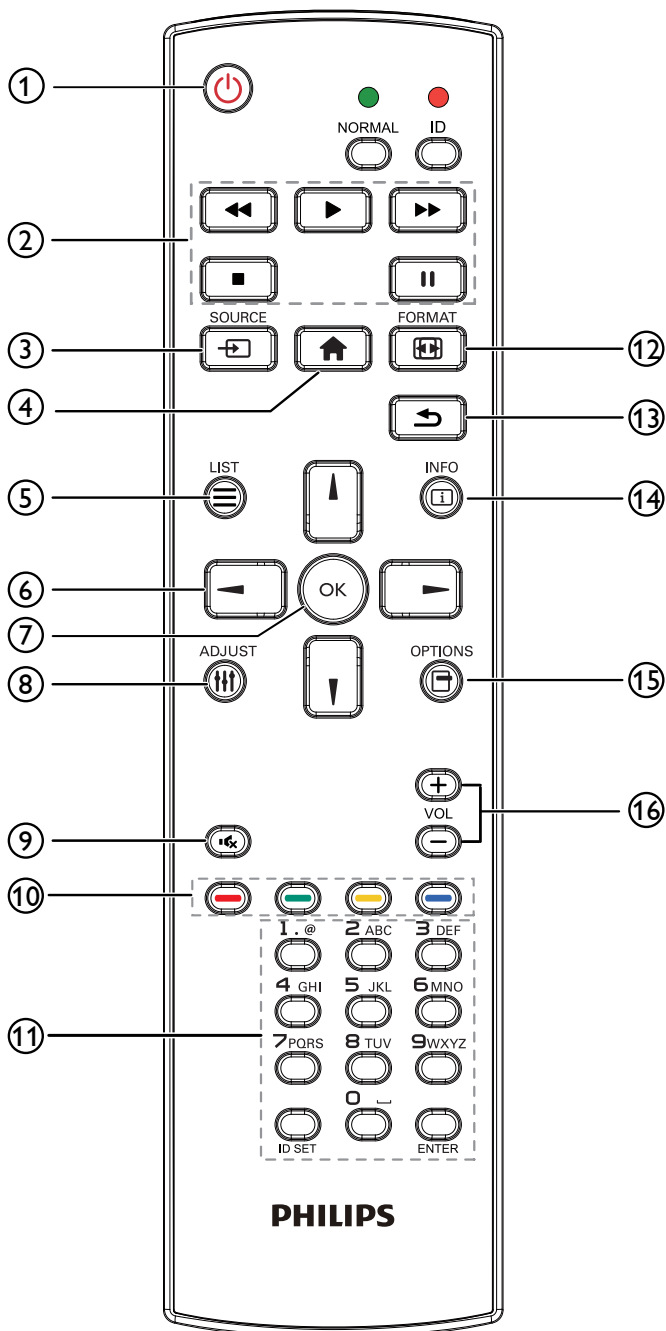 ①
NORMAL ID
②
SOURCE FORMAT
③ ⑫
④
⑬
LIST INFO
⑤ i ⑭
⑥
OK
⑦
ADJUST OPTIONS
⑧ ⑮
+
VOL ⑯
⑨ −
⑩
1 . @ 2 ABC 3 DEF
4 GHI 5 JKL 6 MNO
⑪ 7 PQRS 8 TUV 9 WXYZ
0 ⎵
ID SET ENTER
PHILIPS